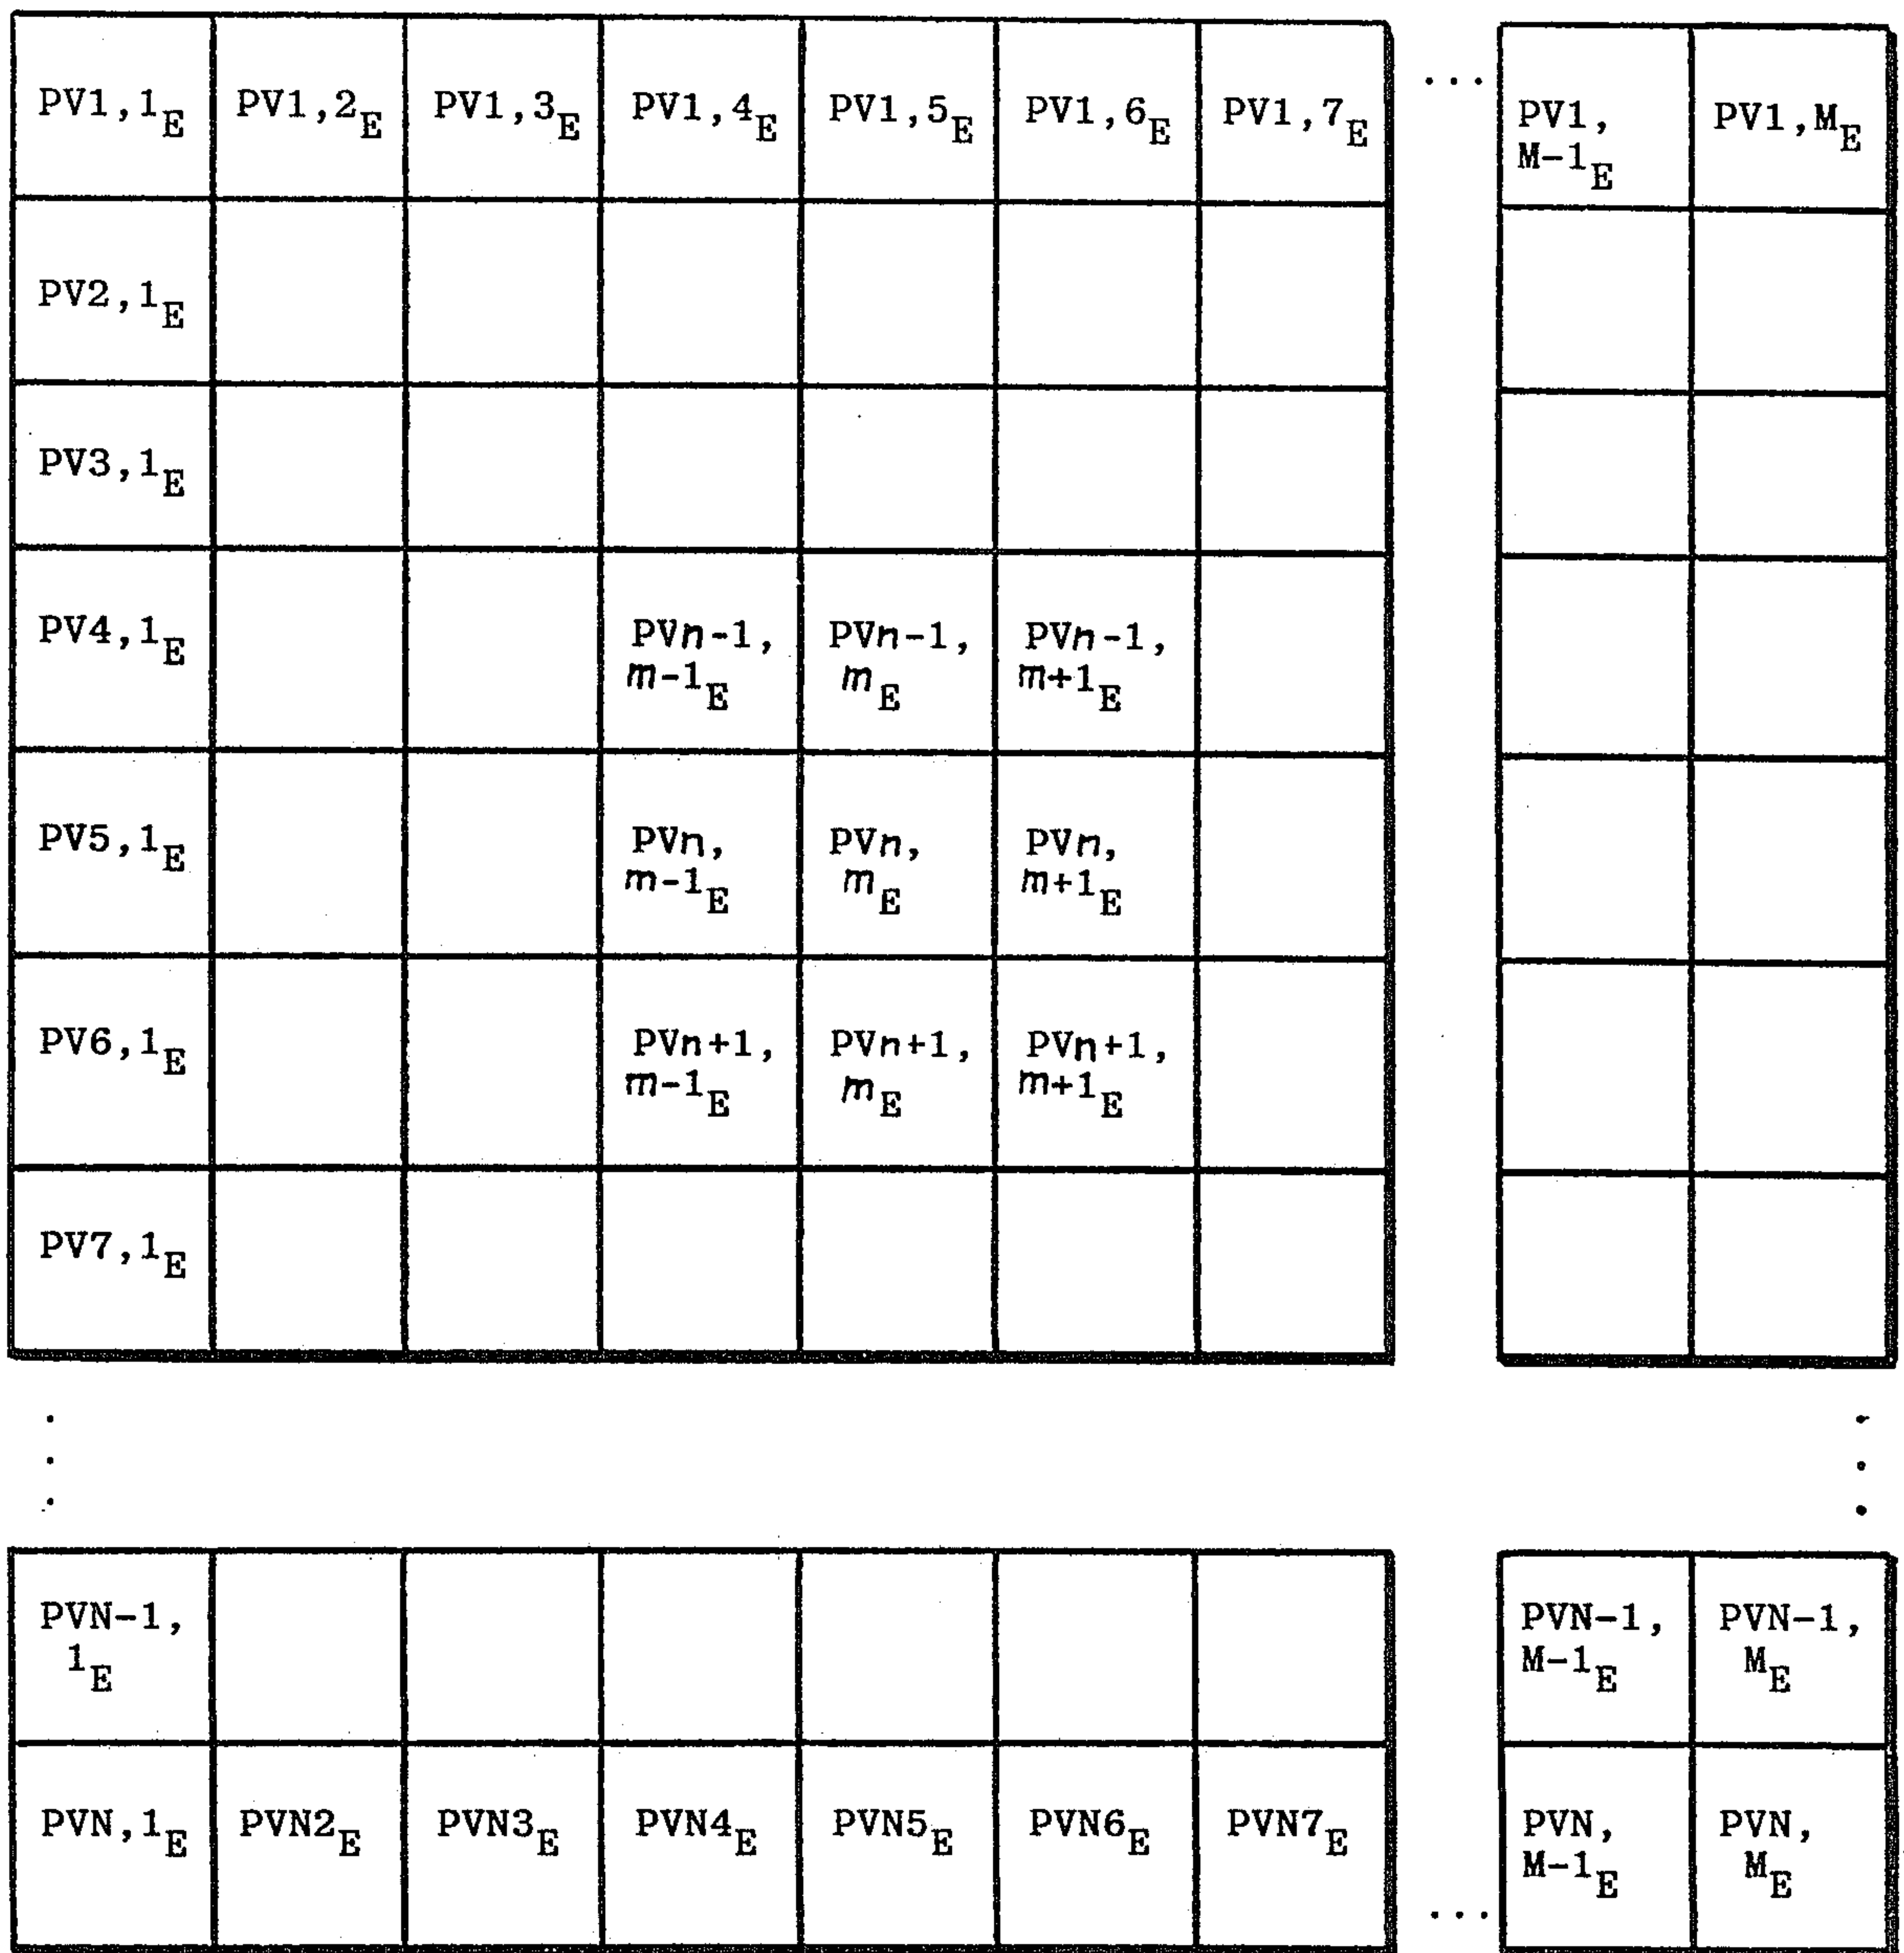 PV1,1E PV1,2E PV1,3E PV1,4E PV1,5E PV1,6E PV1,7E ... PV1, PV1,ME
M-1E
PV2,1E
PV3,1E
PV4,1E PVn-1, PVn-1, PVn-1,
m-1E mE m+1E
PV5,1E PVn, PVn, PVn,
m-1E mE m+1E
PV6,1E PVn+1, PVn+1, PVn+1,
m-1E mE m+1E
PV7,1E
PVN-1, PVN-1, PVN-1,
1E M-1E ME
PVN,1E PVN2E PVN3E PVN4E PVN5E PVN6E PVN7E PVN, PVN,
... M-1E ME